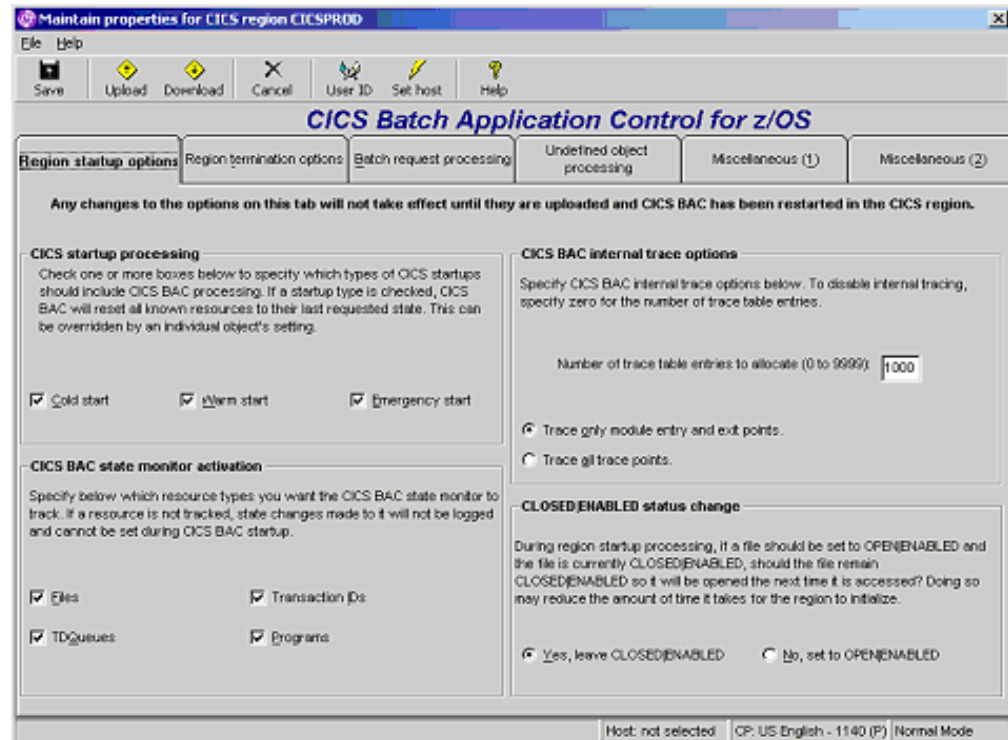 Maintain properties for CICS region CICSPROD
File Help
Save Upload Download Cancel User ID Set host Help
CICS Batch Application Control for z/OS
Region startup options
Region termination options
Batch request processing
Undefined object
processing
Miscellaneous (1)
Miscellaneous (2)
Any changes to the options on this tab will not take effect until they are uploaded and CICS BAC has been restarted in the CICS region.
CICS startup processing
Check one or more boxes below to specify which types of CICS startups
should include CICS BAC processing. If a startup type is checked, CICS
BAC will reset all known resources to their last requested state. This can
be overridden by an individual object's setting.
Cold start
Warm start
Emergency start
CICS BAC state monitor activation
Specify below which resource types you want the CICS BAC state monitor to
track. If a resource is not tracked, state changes made to it will not be logged
and cannot be set during CICS BAC startup.
Files
Transaction IDs
TDQueues
Programs
CICS BAC internal trace options
Specify CICS BAC internal trace options below. To disable internal tracing,
specify zero for the number of trace table entries.
Number of trace table entries to allocate (0 to 9999): 1000
Trace only module entry and exit points.
Trace all trace points.
CLOSED|ENABLED status change
During region startup processing, if a file should be set to OPEN|ENABLED and
the file is currently CLOSED|ENABLED, should the file remain
CLOSED|ENABLED so it will be opened the next time it is accessed? Doing so
may reduce the amount of time it takes for the region to initialize.
Yes, leave CLOSED|ENABLED
No, set to OPEN|ENABLED
Host: not selected
CP: US English - 1140 (P)
Normal Mode